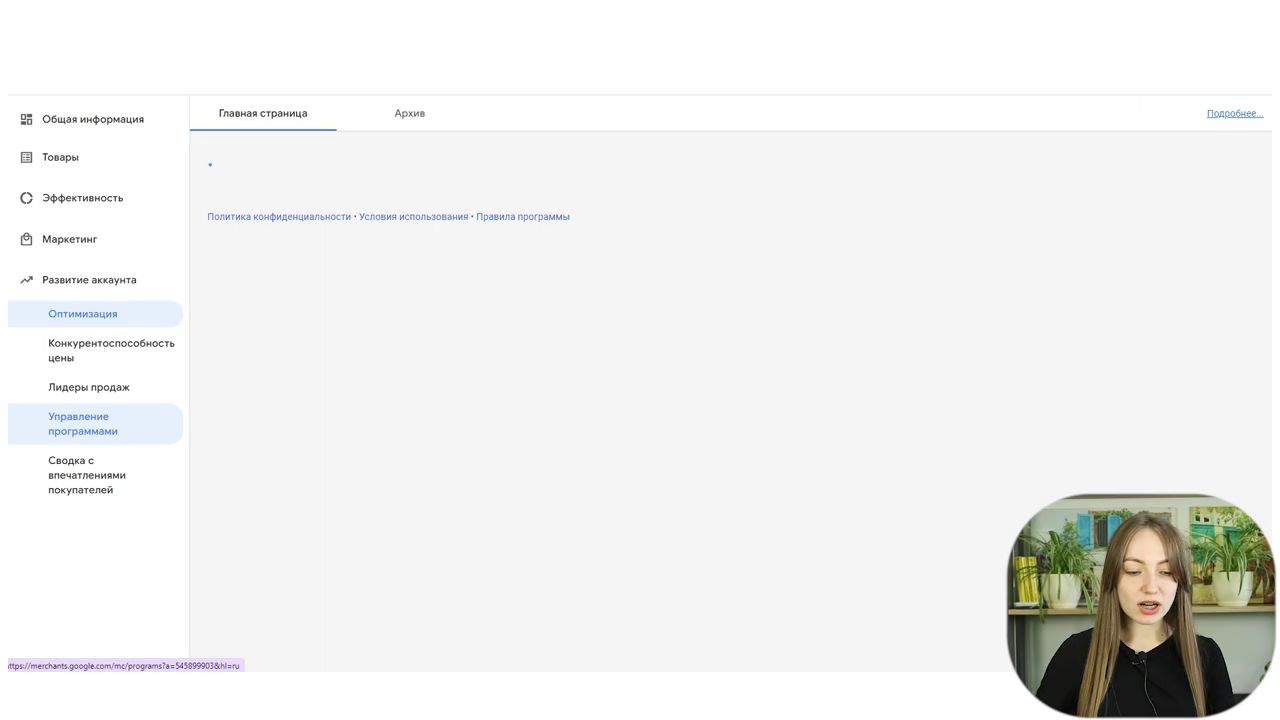 Общая информация
Товары
Эффективность
Маркетинг
Развитие аккаунта
Оптимизация
Конкурентоспособность
цены
Лидеры продаж
Управление
программами
Сводка с
впечатлениями
покупателей
Главная страница
Архив
Подробнее...
Политика конфиденциальности • Условия использования • Правила программы
ttps://merchants.google.com/mc/programs?a=545899903&hl=ru